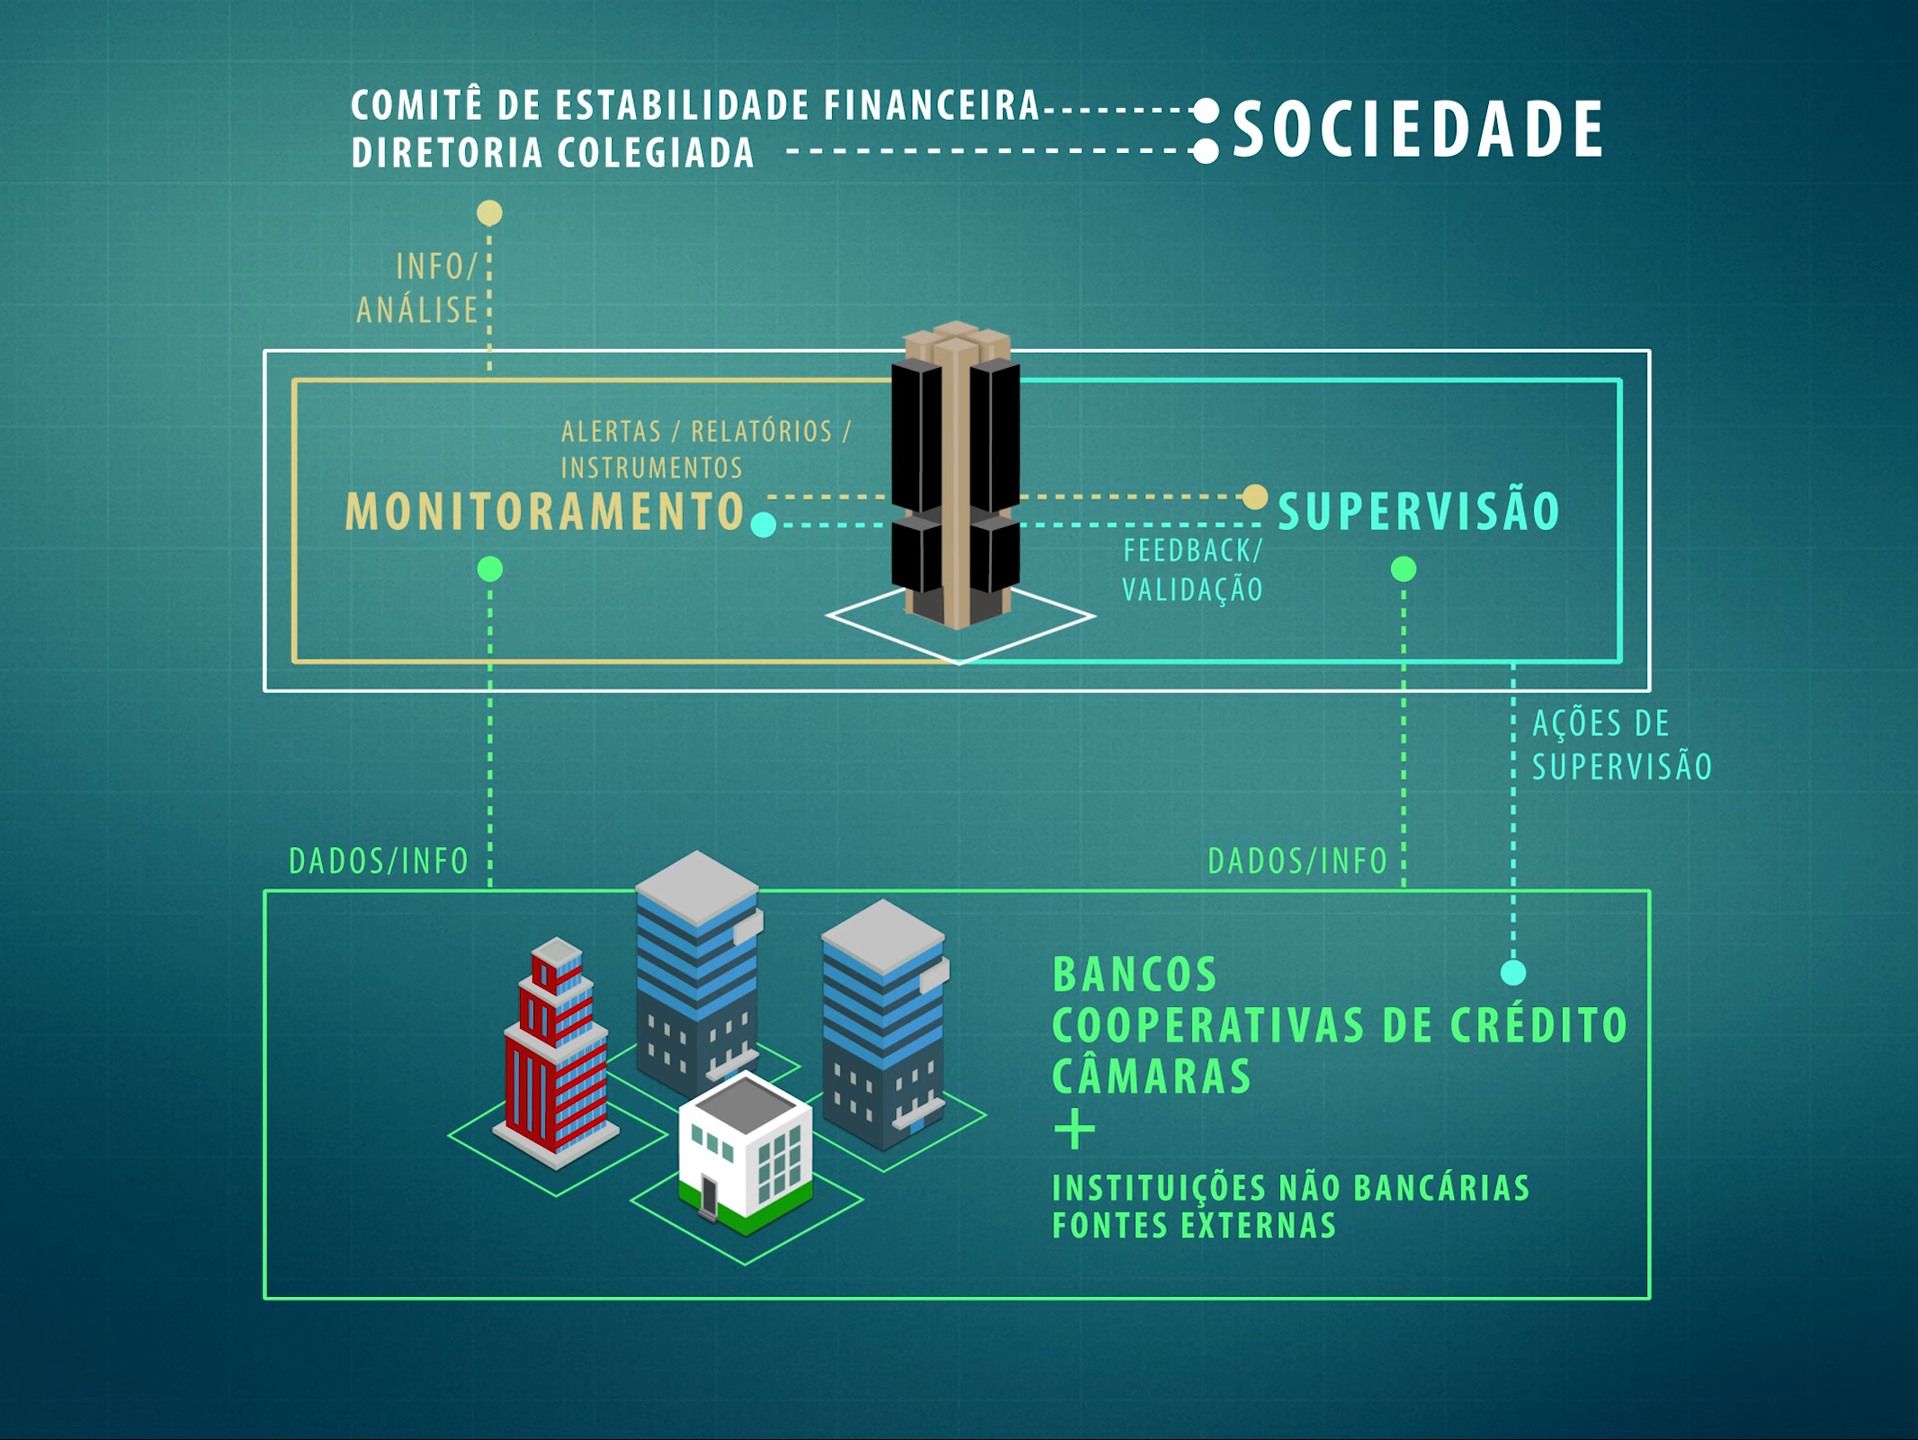 COMITÊ DE ESTABILIDADE FINANCEIRA
DIRETORIA COLEGIADA
SOCIEDADE
INFO/
ANÁLISE
ALERTAS / RELATÓRIOS /
INSTRUMENTOS
MONITORAMENTO
SUPERVISÃO
FEEDBACK/
VALIDAÇÃO
AÇÕES DE
SUPERVISÃO
DADOS/INFO
DADOS/INFO
BANCOS
COOPERATIVAS DE CRÉDITO
CÂMARAS
+
INSTITUIÇÕES NÃO BANCÁRIAS
FONTES EXTERNAS